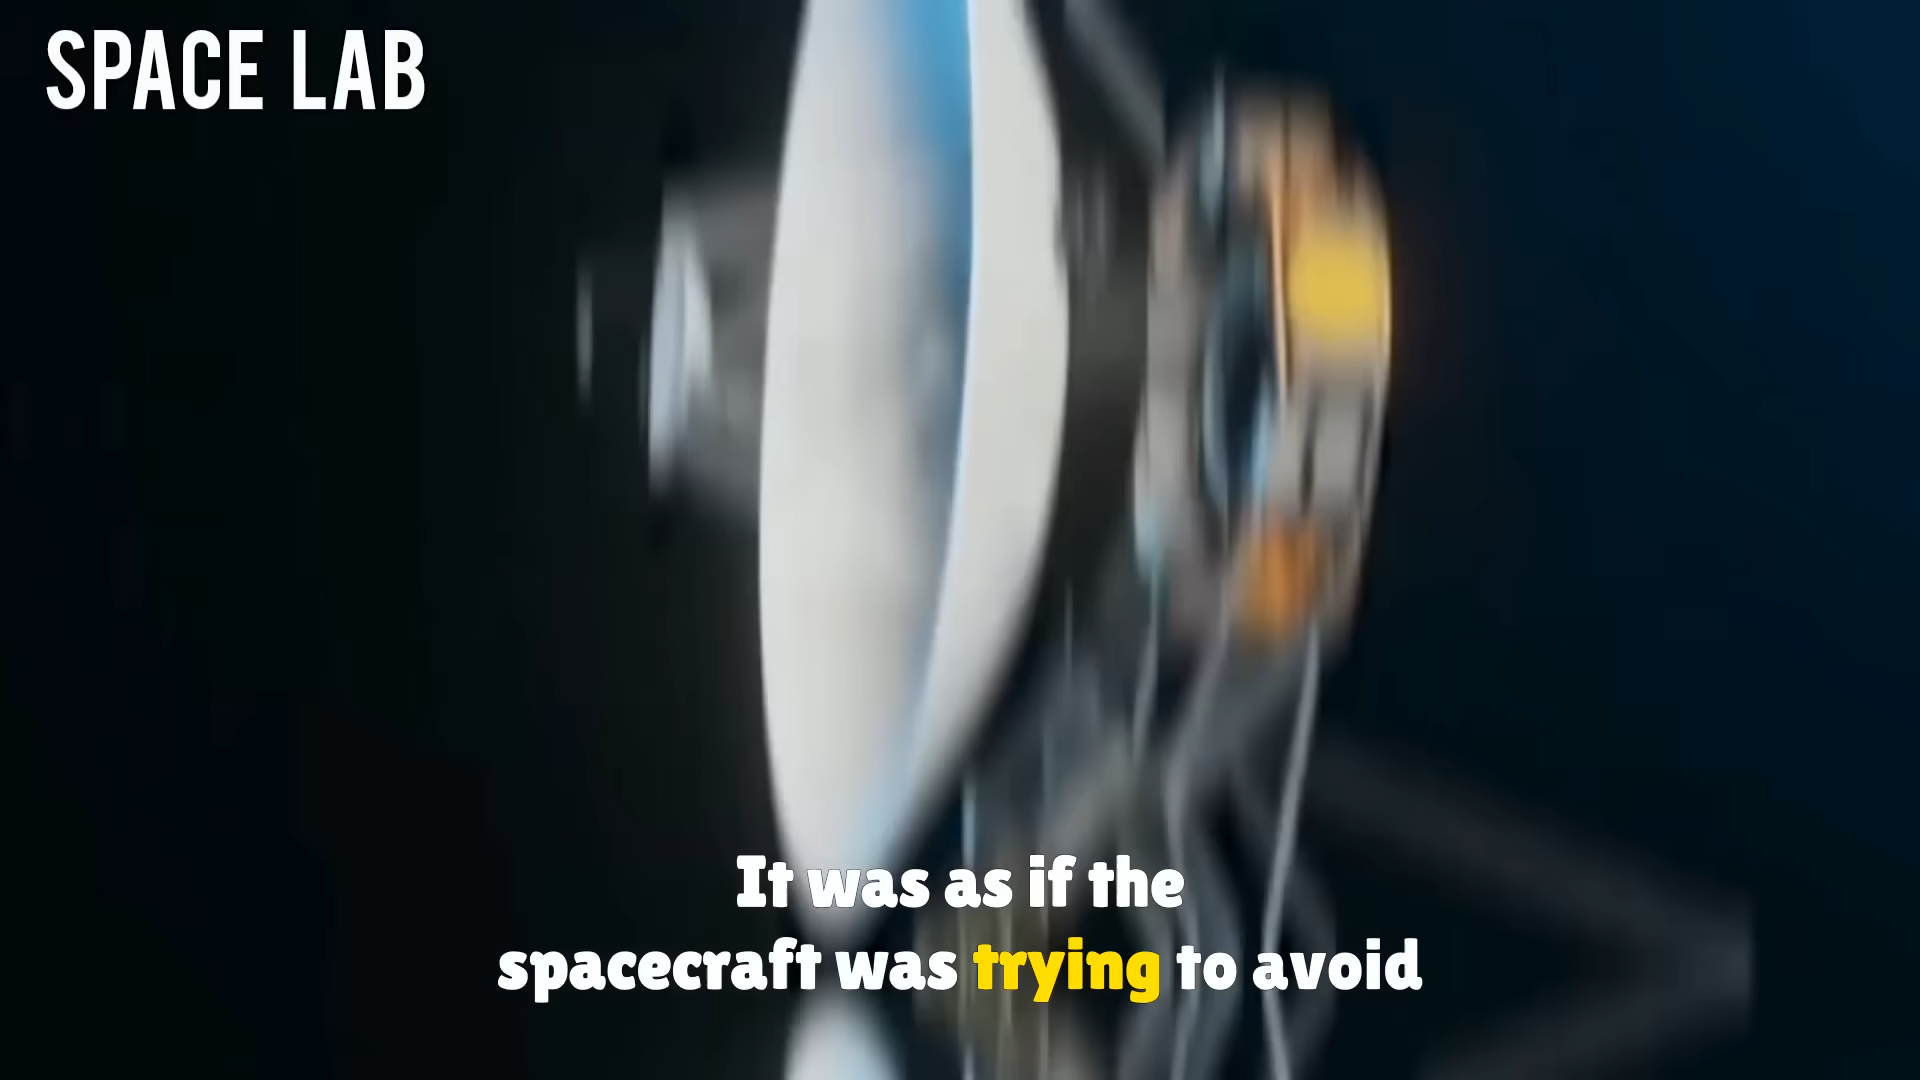 SPACE LAB
It was as if the
spacecraft was trying to avoid